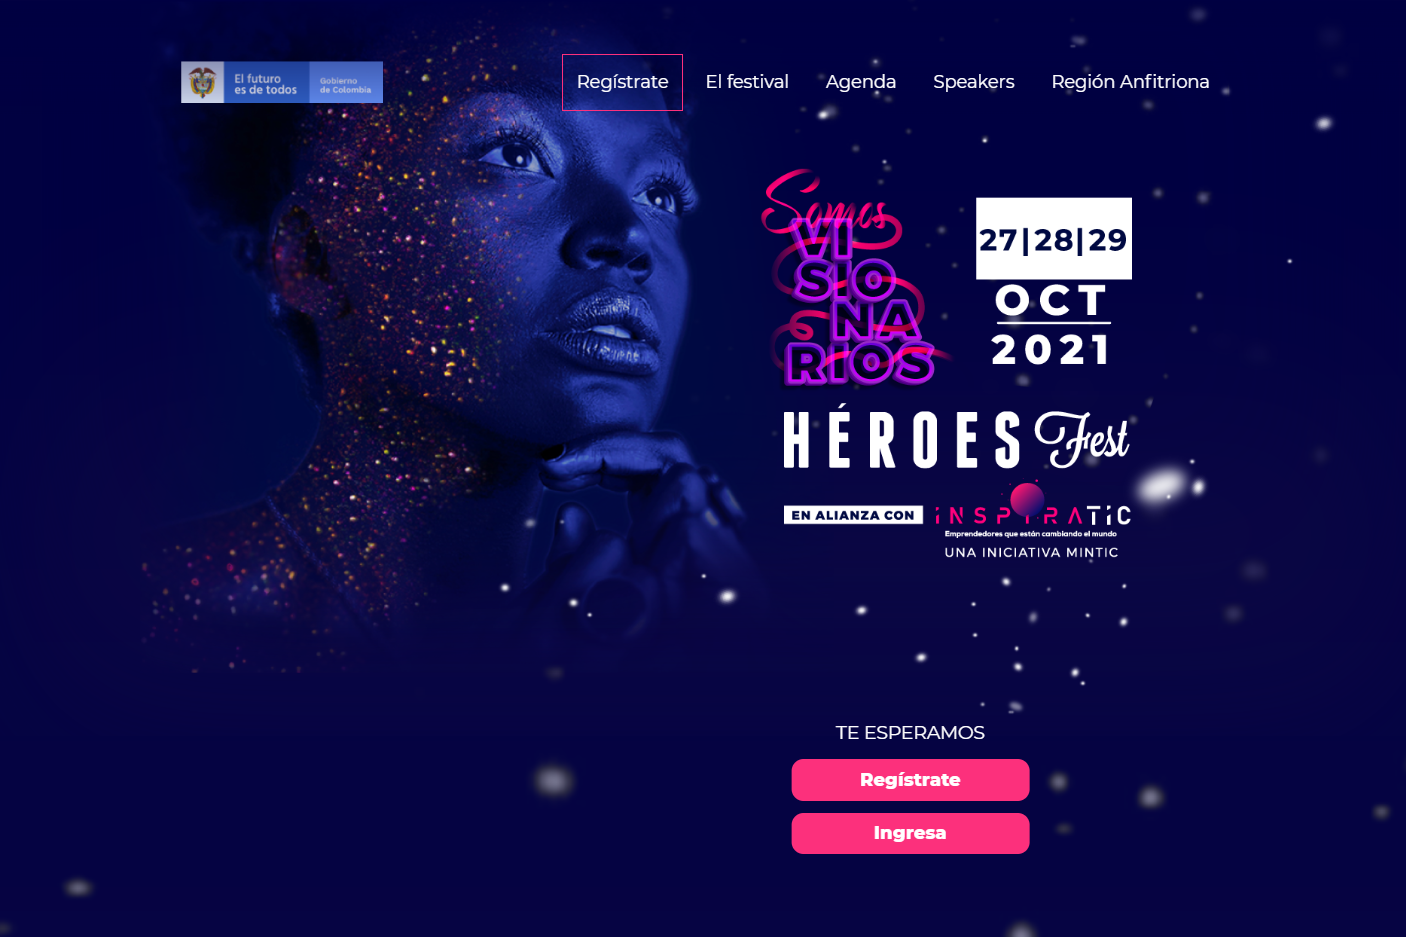 El futuro
es de todos
Gobierno
de Colombia
Regístrate
El festival
Agenda
Speakers
Región Anfitriona
Somos
VI
SIO
NA
RIOS
27|28|29
OCT
2021
HÉROES Fest
EN ALIANZA CON
INSPIRATIC
Emprendedores que están cambiando el mundo
UNA INICIATIVA MINTIC
TE ESPERAMOS
Regístrate
Ingresa